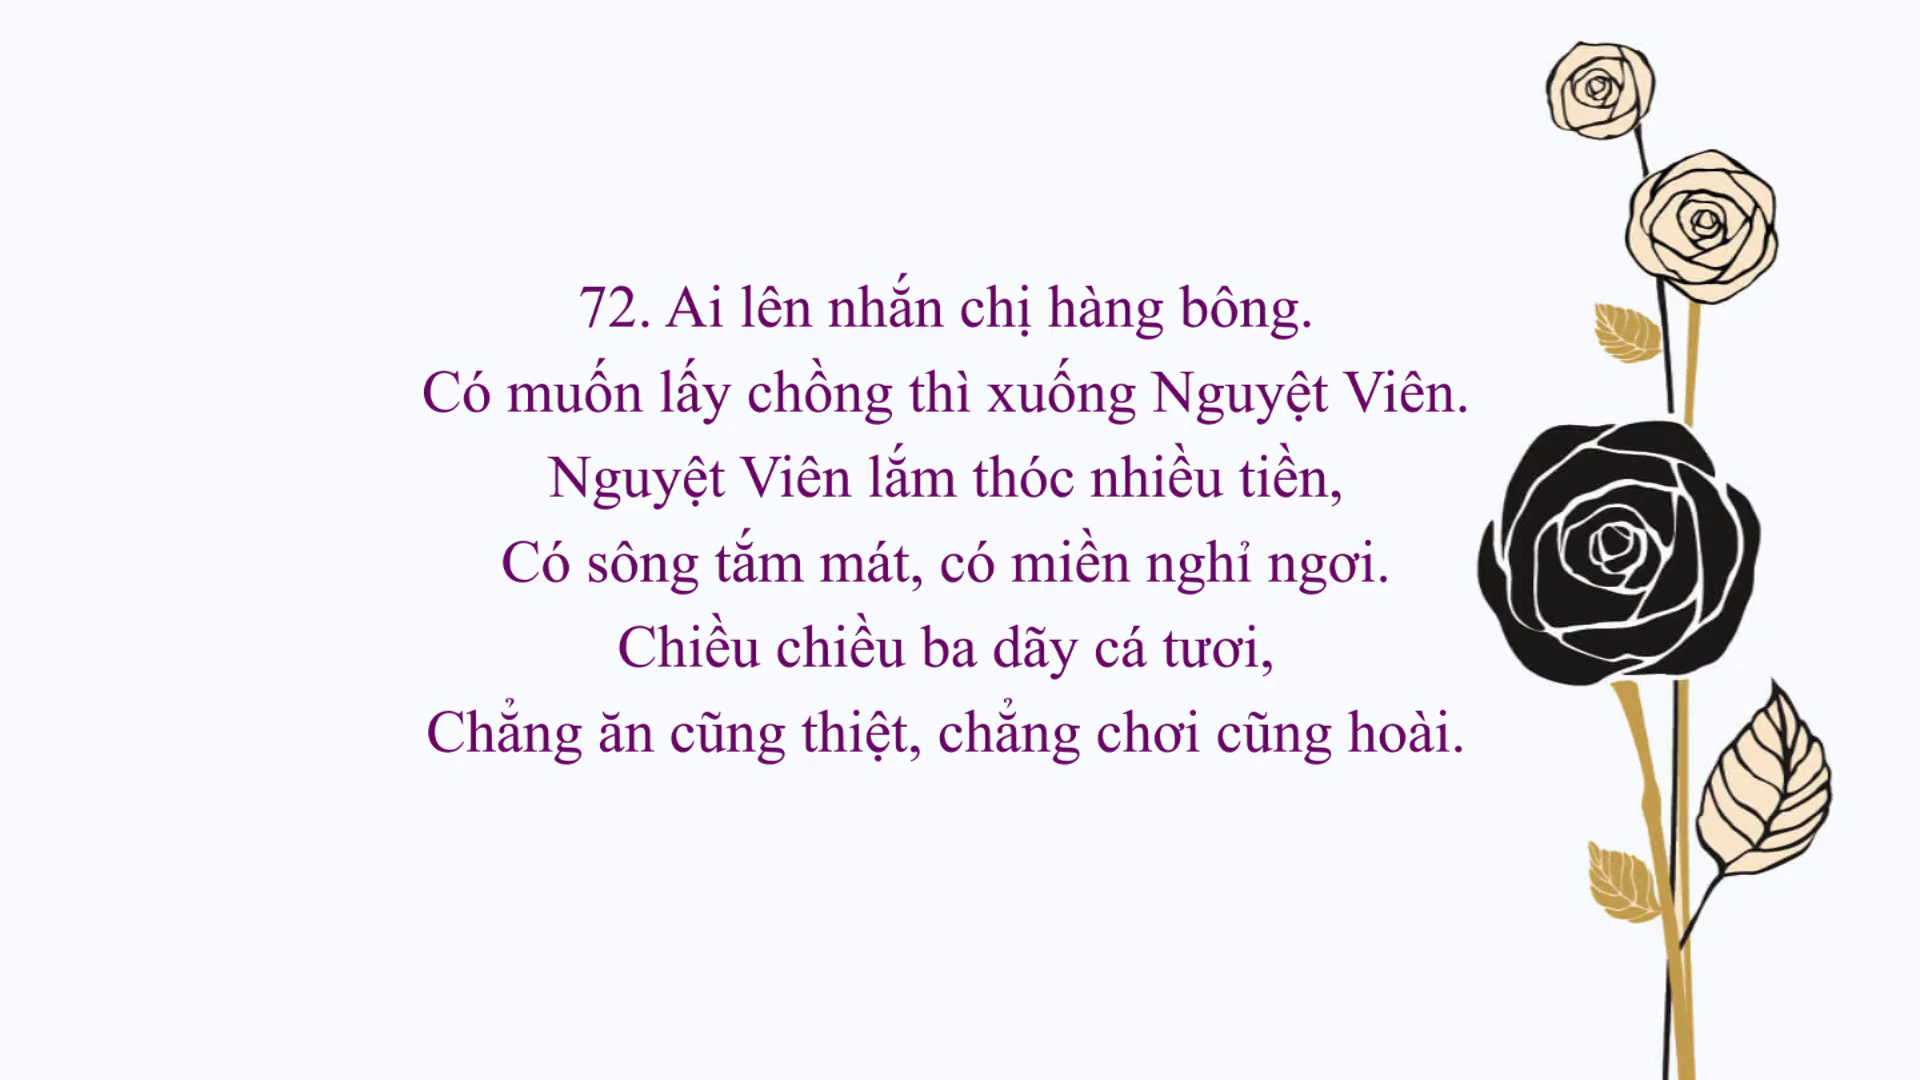 72. Ai lên nhắn chị hàng bông.
Có muốn lấy chồng thì xuống Nguyệt Viên.
Nguyệt Viên lắm thóc nhiều tiền,
Có sông tắm mát, có miền nghỉ ngơi.
Chiều chiều ba dãy cá tươi,
Chẳng ăn cũng thiệt, chẳng chơi cũng hoài.